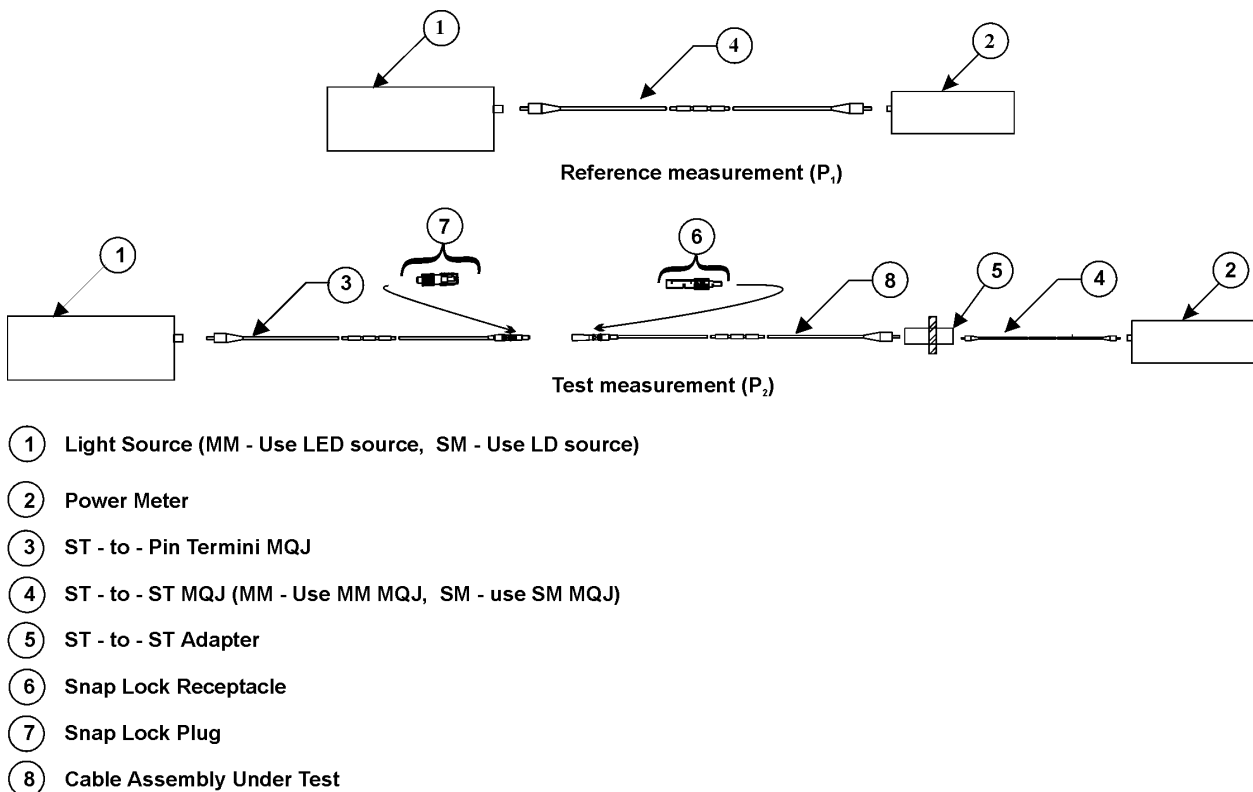 1
4
2
Reference measurement (P₁)
7
6
1
3
8
5
4
2
Test measurement (P₂)
1 Light Source (MM - Use LED source, SM - Use LD source)
2 Power Meter
3 ST - to - Pin Termini MQJ
4 ST - to - ST MQJ (MM - Use MM MQJ, SM - use SM MQJ)
5 ST - to - ST Adapter
6 Snap Lock Receptacle
7 Snap Lock Plug
8 Cable Assembly Under Test